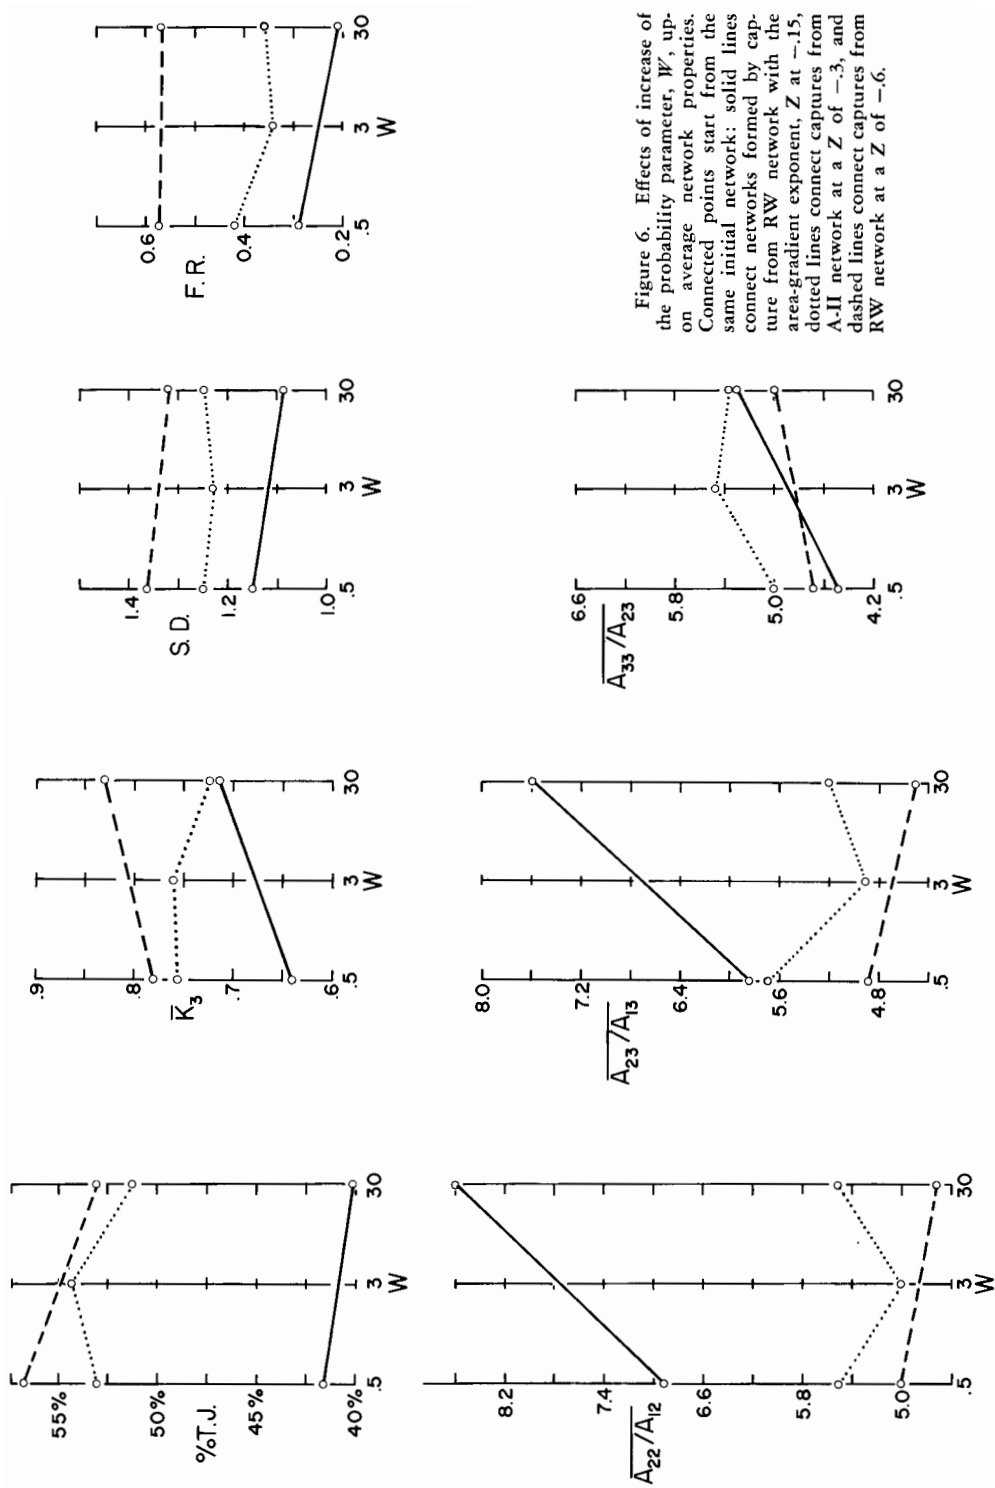 55%
50%
%T.J.
45%
40%
.5 3 30
W
.9
.8
K̅₃
.7
.6
.5 3 30
W
1.4
S.D.
1.2
1.0
.5 3 30
W
0.6
F.R.
0.4
0.2
.5 3 30
W
8.2
7.4
A₂₂/A₁₂
6.6
5.8
5.0
.5 3 30
W
8.0
7.2
A₂₃/A₁₃
6.4
5.6
4.8
.5 3 30
W
6.6
A₃₃/A₂₃
5.8
5.0
4.2
.5 3 30
W
Figure 6. Effects of increase of
the probability parameter, W, up-
on average network properties.
Connected points start from the
same initial network: solid lines
connect networks formed by cap-
ture from RW network with the
area-gradient exponent, Z at −.15,
dotted lines connect captures from
A-II network at a Z of −.3, and
dashed lines connect captures from
RW network at a Z of −.6.